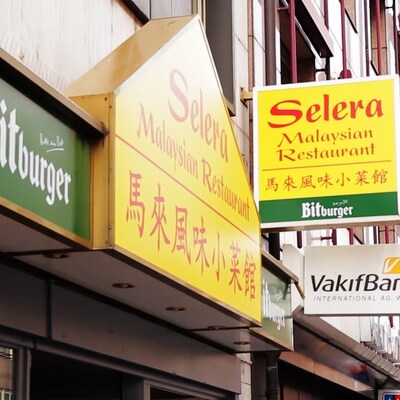 Bitburger
Selera
Malaysian Restaurant
馬來風味小菜館
Selera
Malaysian
Restaurant
馬來風味小菜館
Bitburger
VakıfBan
INTERNATIONAL AG. W